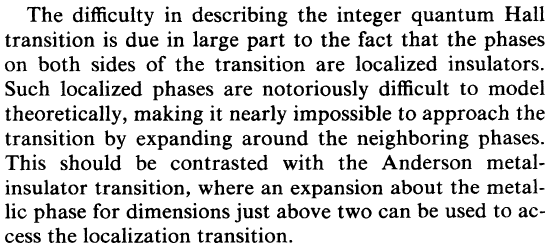 The difficulty in describing the integer quantum Hall
transition is due in large part to the fact that the phases
on both sides of the transition are localized insulators.
Such localized phases are notoriously difficult to model
theoretically, making it nearly impossible to approach the
transition by expanding around the neighboring phases.
This should be contrasted with the Anderson metal-
insulator transition, where an expansion about the metal-
lic phase for dimensions just above two can be used to ac-
cess the localization transition.